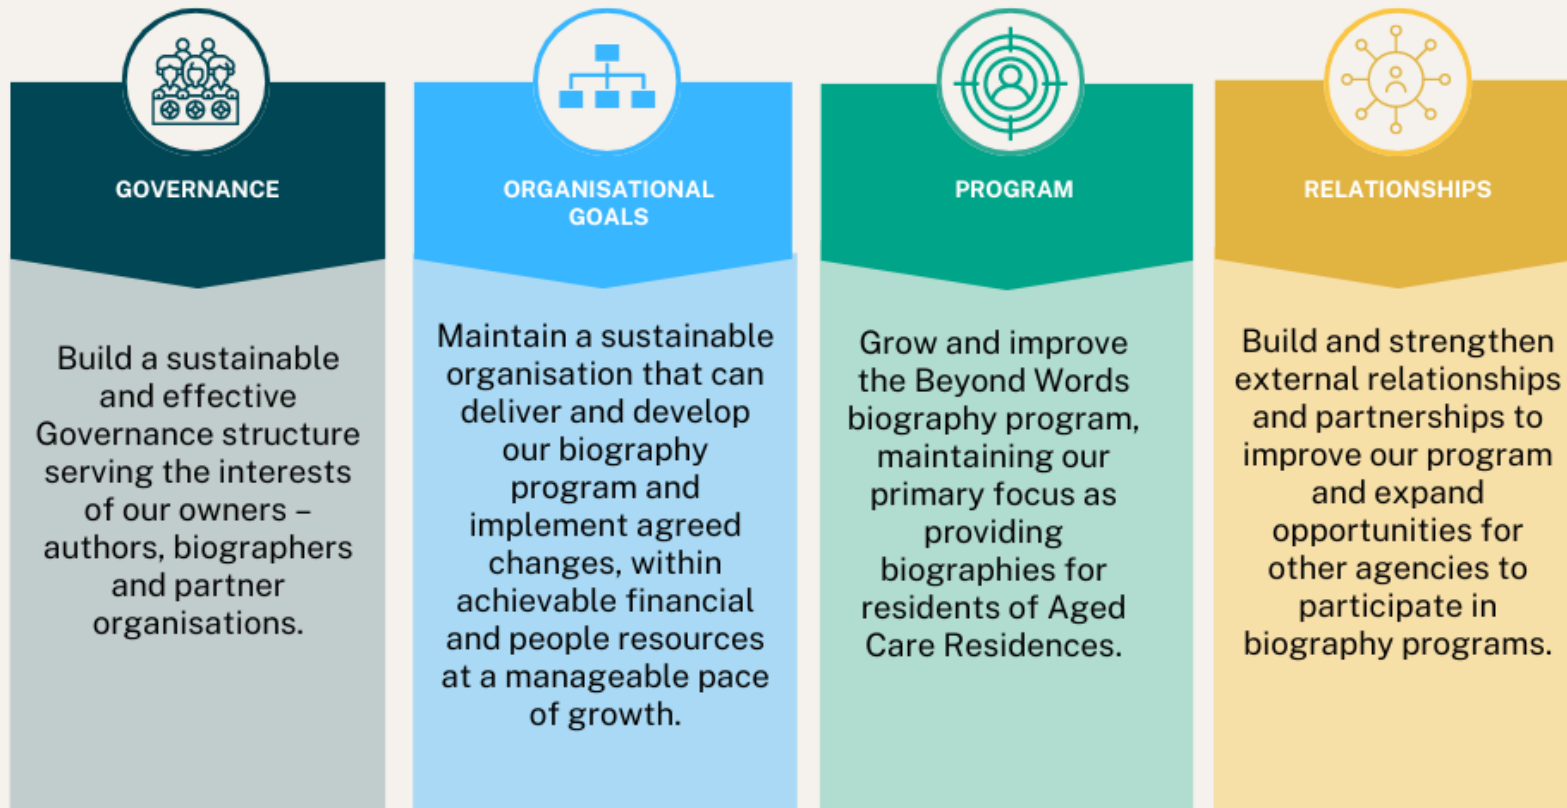 GOVERNANCE
Build a sustainable
and effective
Governance structure
serving the interests
of our owners –
authors, biographers
and partner
organisations.
ORGANISATIONAL
GOALS
Maintain a sustainable
organisation that can
deliver and develop
our biography
program and
implement agreed
changes, within
achievable financial
and people resources
at a manageable pace
of growth.
PROGRAM
Grow and improve
the Beyond Words
biography program,
maintaining our
primary focus as
providing
biographies for
residents of Aged
Care Residences.
RELATIONSHIPS
Build and strengthen
external relationships
and partnerships to
improve our program
and expand
opportunities for
other agencies to
participate in
biography programs.